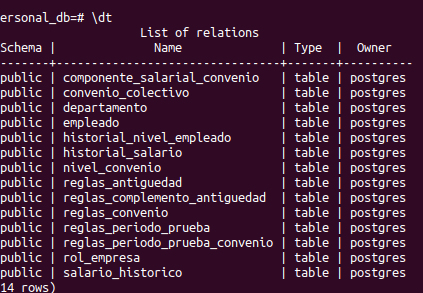 ersonal_db=# \dt
List of relations
Schema | Name | Type | Owner
-------+--------------------------------+-------+----------
public | componente_salarial_convenio | table | postgres
public | convenio_colectivo | table | postgres
public | departamento | table | postgres
public | empleado | table | postgres
public | historial_nivel_empleado | table | postgres
public | historial_salario | table | postgres
public | nivel_convenio | table | postgres
public | reglas_antiguedad | table | postgres
public | reglas_complemento_antiguedad | table | postgres
public | reglas_convenio | table | postgres
public | reglas_periodo_prueba | table | postgres
public | reglas_periodo_prueba_convenio | table | postgres
public | rol_empresa | table | postgres
public | salario_historico | table | postgres
14 rows)